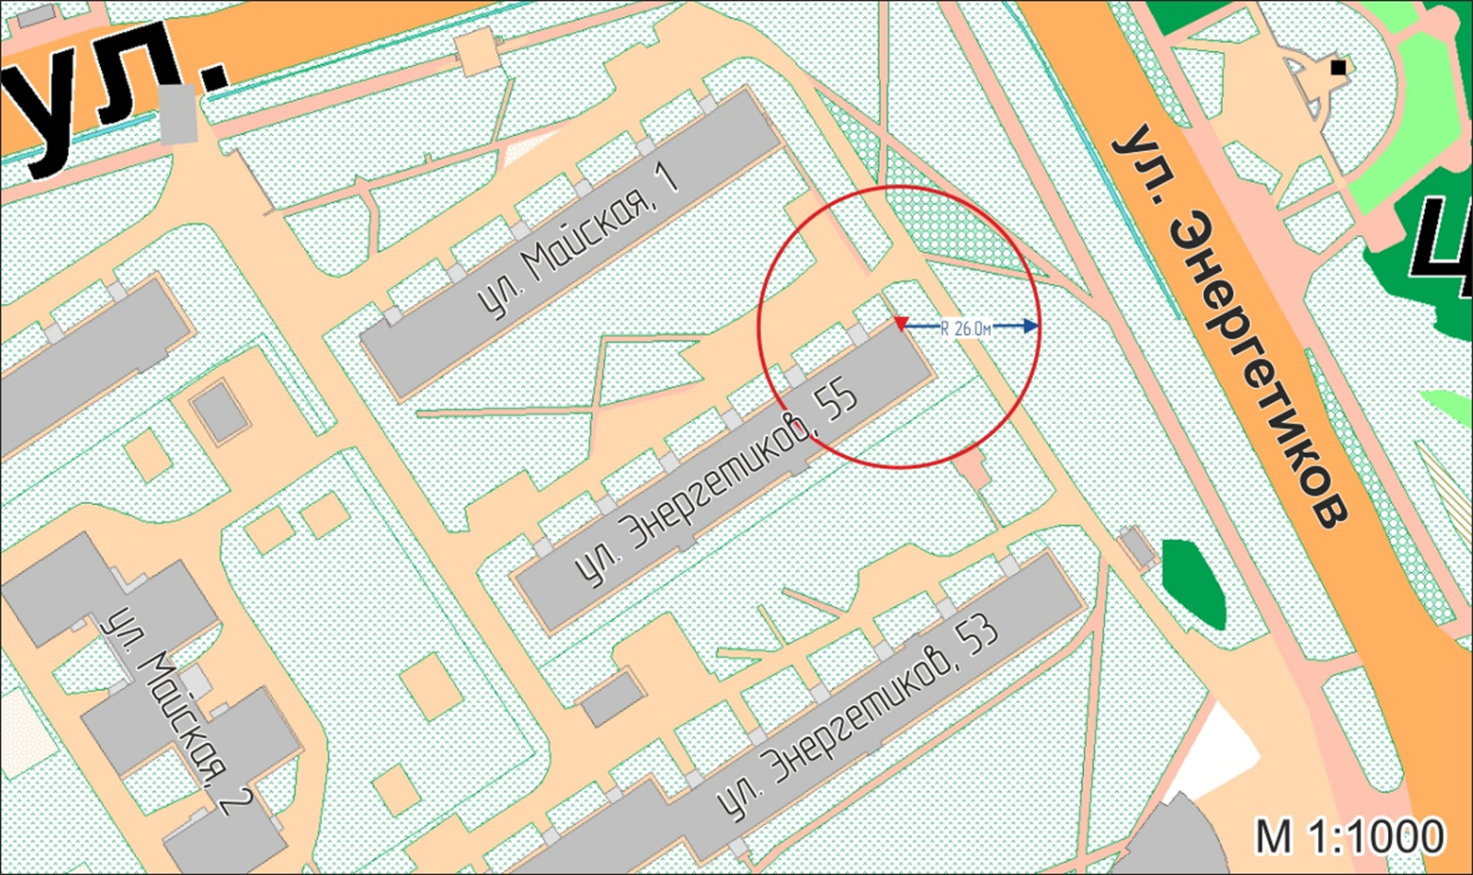 ул.
ул. Энергетиков
Ц
ул. Майская, 1
R 26.0м
ул. Энергетиков, 55
ул. Энергетиков, 53
ул. Майская, 2
М 1:1000